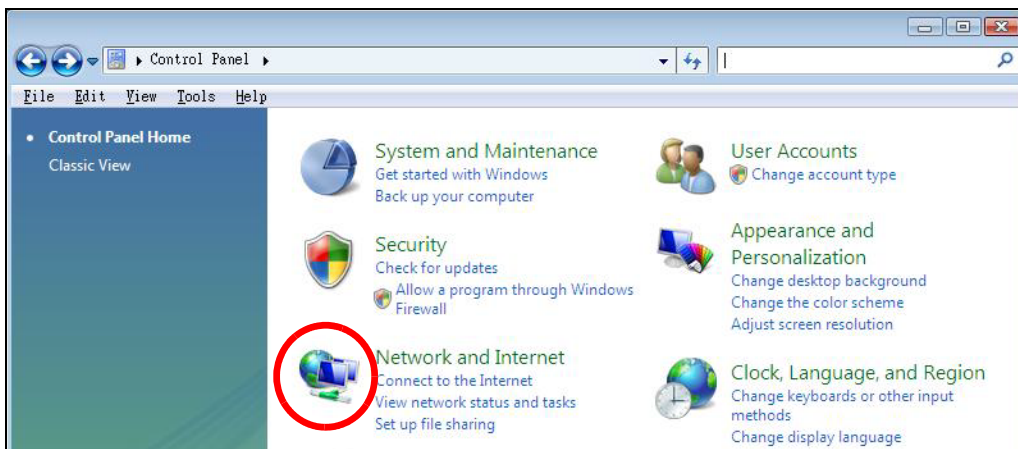 Control Panel
File Edit View Tools Help
Control Panel Home
Classic View
System and Maintenance
Get started with Windows
Back up your computer
Security
Check for updates
Allow a program through Windows
Firewall
Network and Internet
Connect to the Internet
View network status and tasks
Set up file sharing
User Accounts
Change account type
Appearance and
Personalization
Change desktop background
Change the color scheme
Adjust screen resolution
Clock, Language, and Region
Change keyboards or other input
methods
Change display language